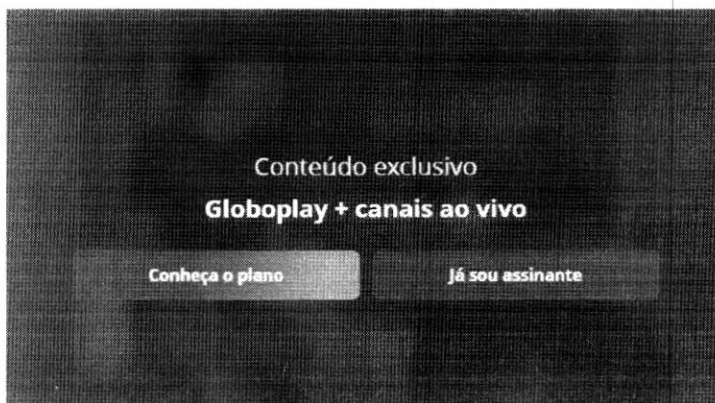 Conteúdo exclusivo
Globoplay + canais ao vivo
Conheça o plano
Já sou assinante